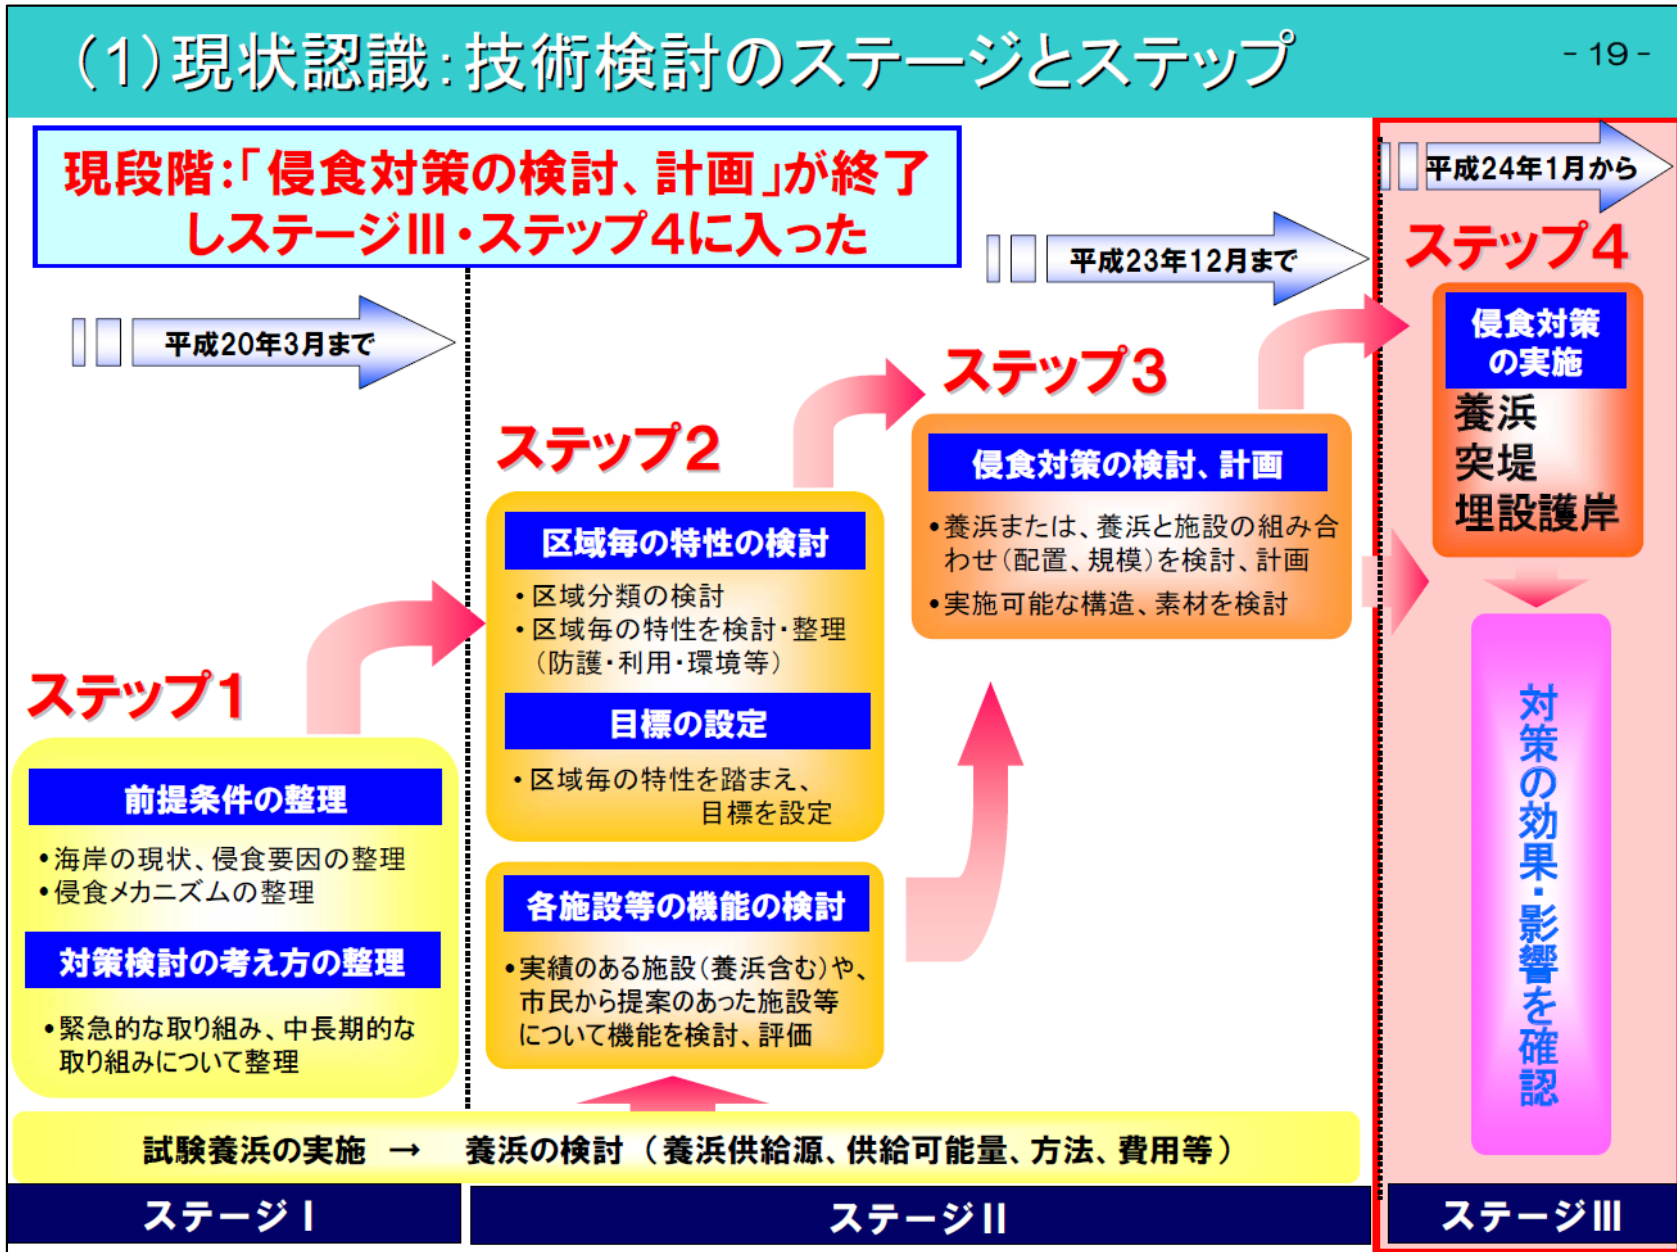 (1)現状認識:技術検討のステージとステップ
- 19 -
現段階:「侵食対策の検討、計画」が終了
しステージⅢ・ステップ4に入った
平成20年3月まで
平成23年12月まで
平成24年1月から
ステップ1
前提条件の整理
•海岸の現状、侵食要因の整理
•侵食メカニズムの整理
対策検討の考え方の整理
•緊急的な取り組み、中長期的な
取り組みについて整理
ステップ2
区域毎の特性の検討
・区域分類の検討
・区域毎の特性を検討・整理
(防護・利用・環境等)
目標の設定
・区域毎の特性を踏まえ、
目標を設定
各施設等の機能の検討
•実績のある施設(養浜含む)や、
市民から提案のあった施設等
について機能を検討、評価
ステップ3
侵食対策の検討、計画
•養浜または、養浜と施設の組み合
わせ(配置、規模)を検討、計画
•実施可能な構造、素材を検討
ステップ4
侵食対策
の実施
養浜
突堤
埋設護岸
対策の効果・影響を確認
試験養浜の実施 → 養浜の検討(養浜供給源、供給可能量、方法、費用等)
ステージⅠ
ステージⅡ
ステージⅢ